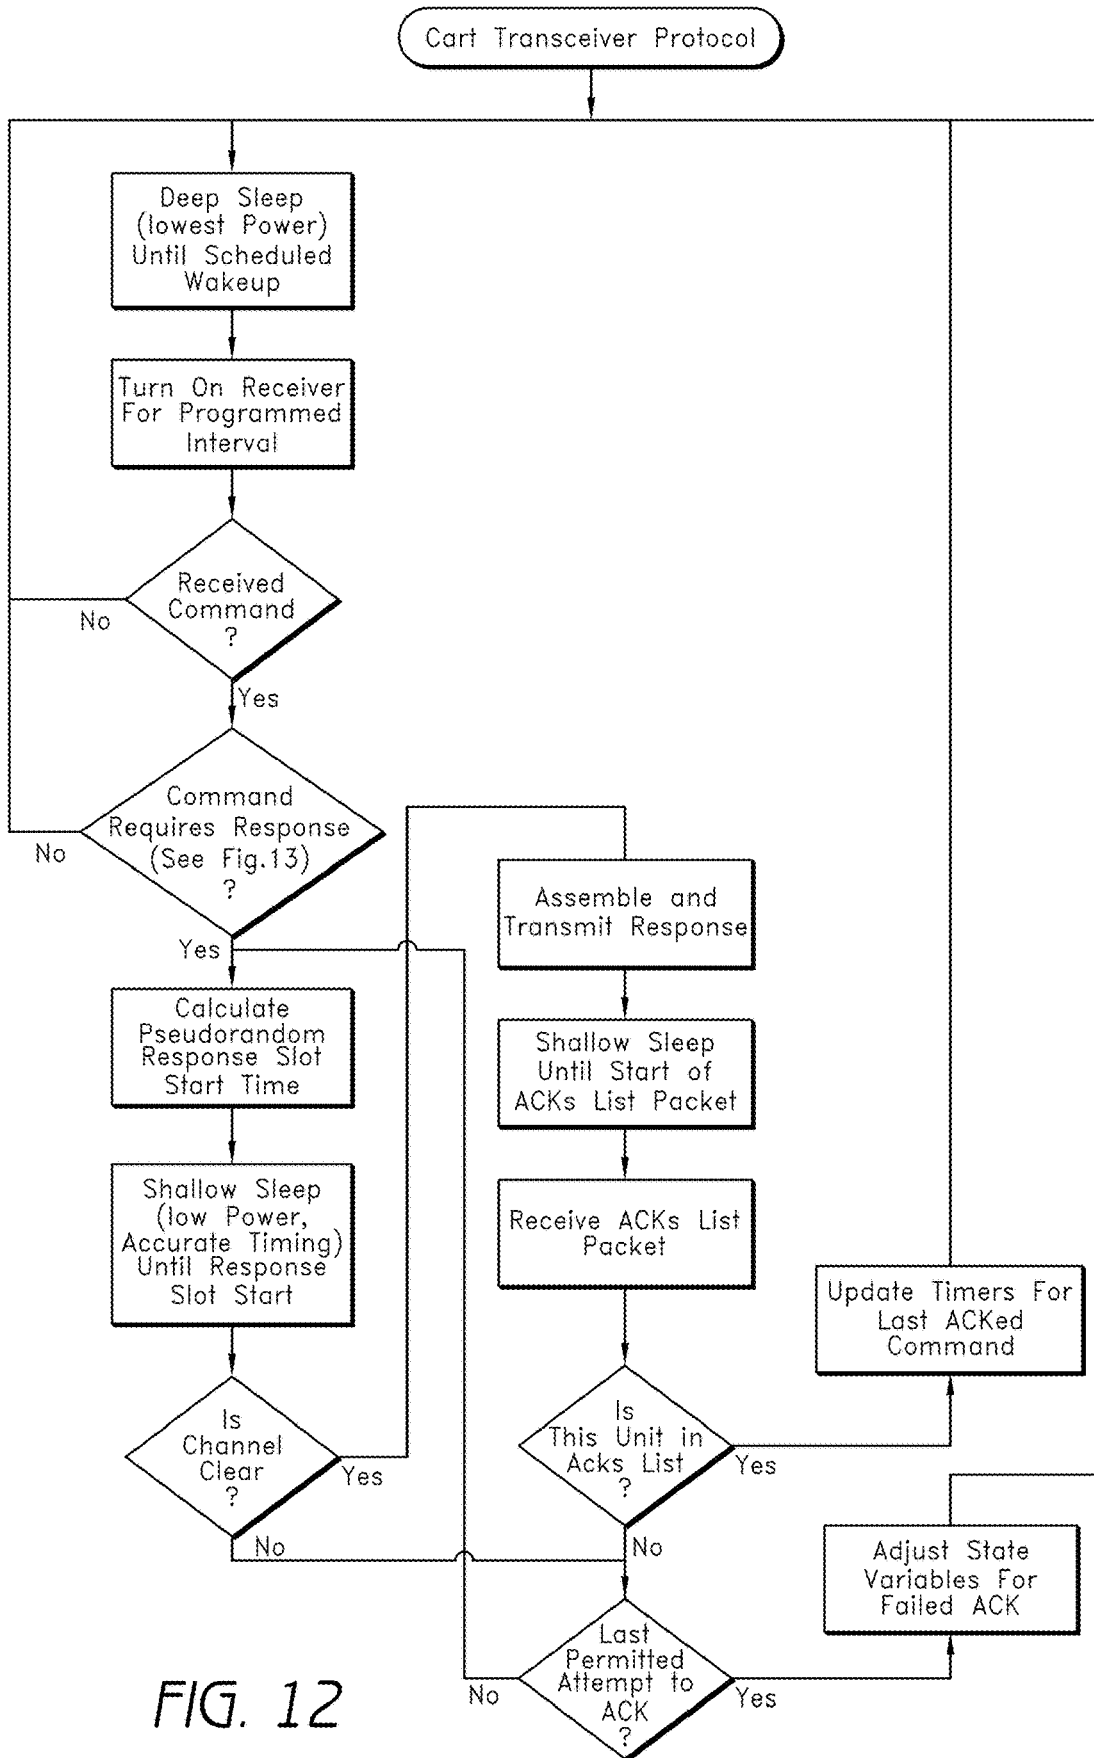 Cart Transceiver Protocol
Deep Sleep
(lowest Power)
Until Scheduled
Wakeup
Turn On Receiver
For Programmed
Interval
Received
Command
?
No
Yes
Command
Requires Response
(See Fig.13)
?
No
Yes
Calculate
Pseudorandom
Response Slot
Start Time
Shallow Sleep
(low Power,
Accurate Timing)
Until Response
Slot Start
Is
Channel
Clear
?
Yes
No
Assemble and
Transmit Response
Shallow Sleep
Until Start of
ACKs List Packet
Receive ACKs List
Packet
Is
This Unit in
Acks List
?
Yes
No
Update Timers For
Last ACKed
Command
Last
Permitted
Attempt to
ACK
?
No
Yes
Adjust State
Variables For
Failed ACK
FIG. 12